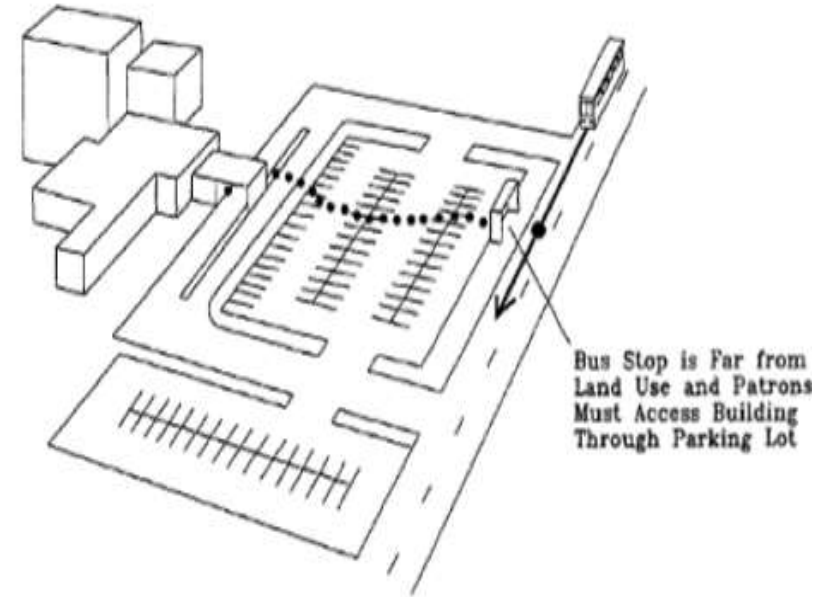 Bus Stop is Far from
Land Use and Patrons
Must Access Building
Through Parking Lot